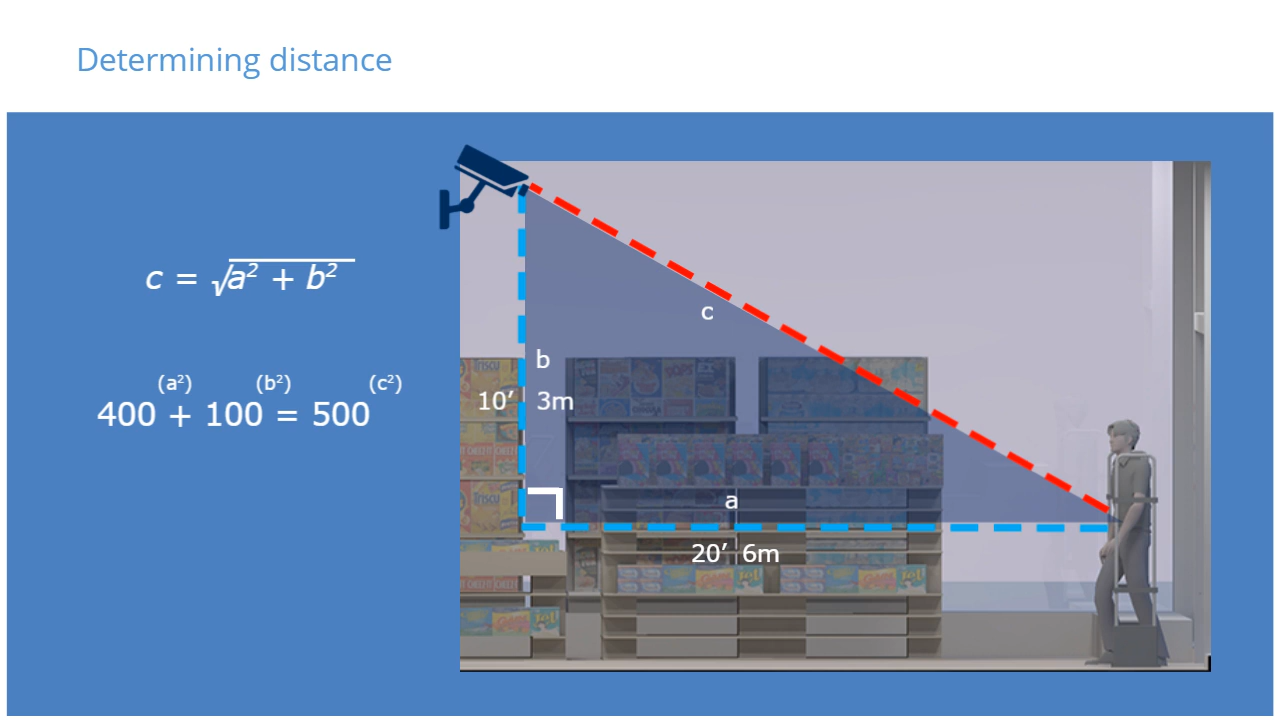 Determining distance
c = √a² + b²
(a²) (b²) (c²)
400 + 100 = 500
c
b
10′ 3m
a
20′ 6m